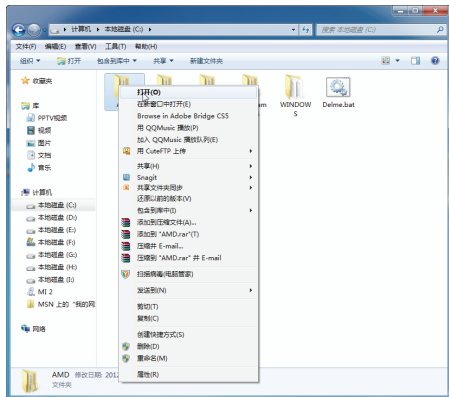 计算机 ▸ 本地磁盘 (C:) ▸
搜索 本地磁盘 (C:)
文件(F) 编辑(E) 查看(V) 工具(T) 帮助(H)
组织 打开 包含到库中 共享 新建文件夹
收藏夹
库
PPTV视频
视频
图片
文档
音乐
计算机
本地磁盘 (C:)
本地磁盘 (D:)
本地磁盘 (E:)
本地磁盘 (F:)
本地磁盘 (G:)
本地磁盘 (H:)
本地磁盘 (I:)
MI 2
MSN 上的 "我的网
网络
WINDOWS
Delme.bat
打开(O)
在新窗口中打开(E)
Browse in Adobe Bridge CS5
用 QQMusic 播放(P)
加入 QQMusic 播放队列(E)
用 CuteFTP 上传
共享(H)
Snagit
共享文件夹同步
还原以前的版本(V)
包含到库中(I)
添加到压缩文件(A)...
添加到 "AMD.rar"(T)
压缩并 E-mail...
压缩到 "AMD.rar" 并 E-mail
扫描病毒(电脑管家)
发送到(N)
剪切(T)
复制(C)
创建快捷方式(S)
删除(D)
重命名(M)
属性(R)
AMD 修改日期: 2012
文件夹